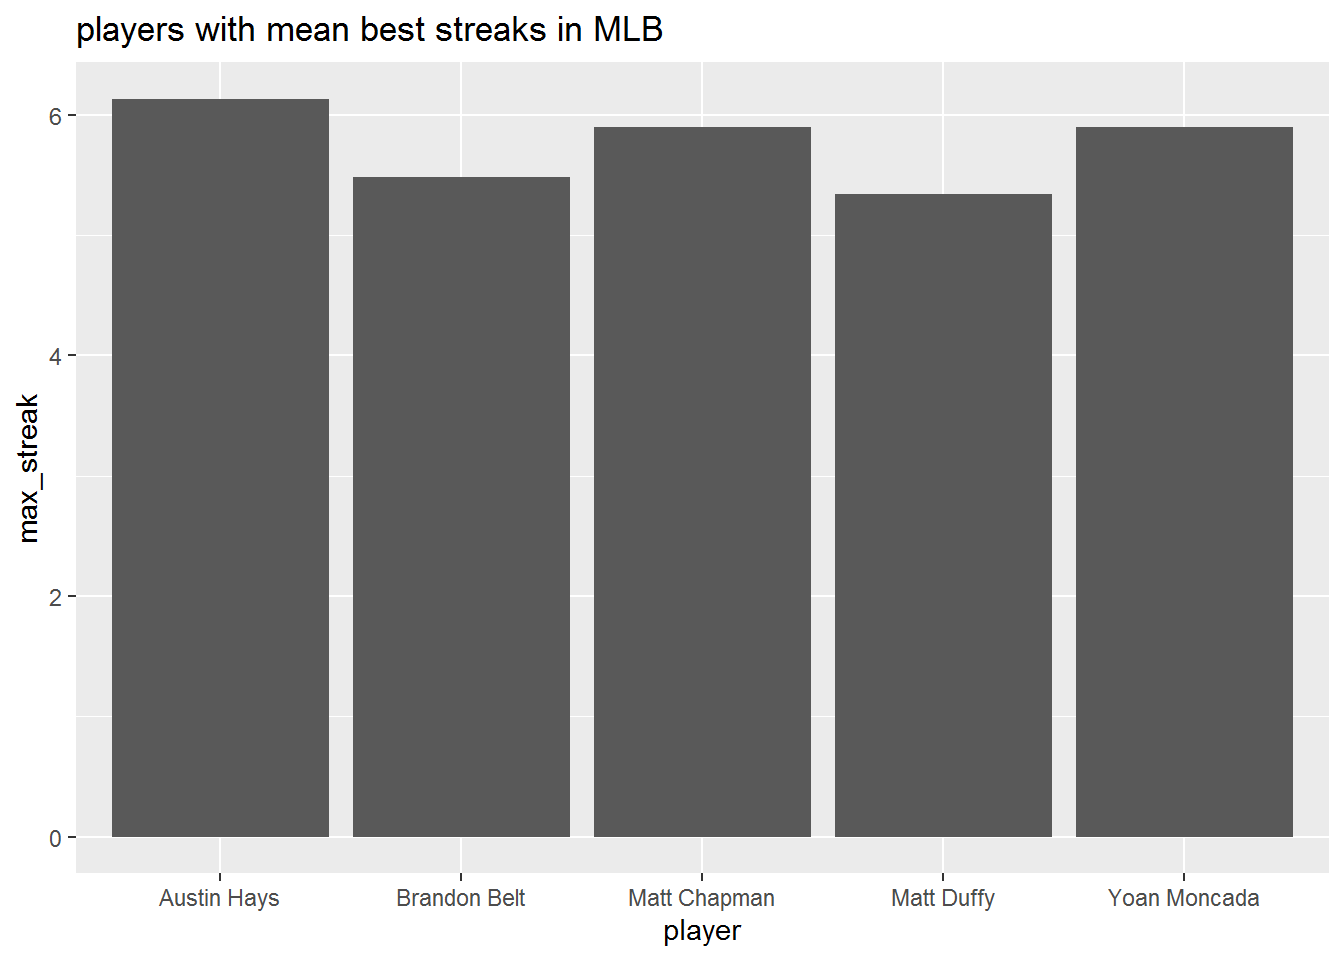 players with mean best streaks in MLB
max_streak
6
4
2
0
Austin Hays Brandon Belt Matt Chapman Matt Duffy Yoan Moncada
player